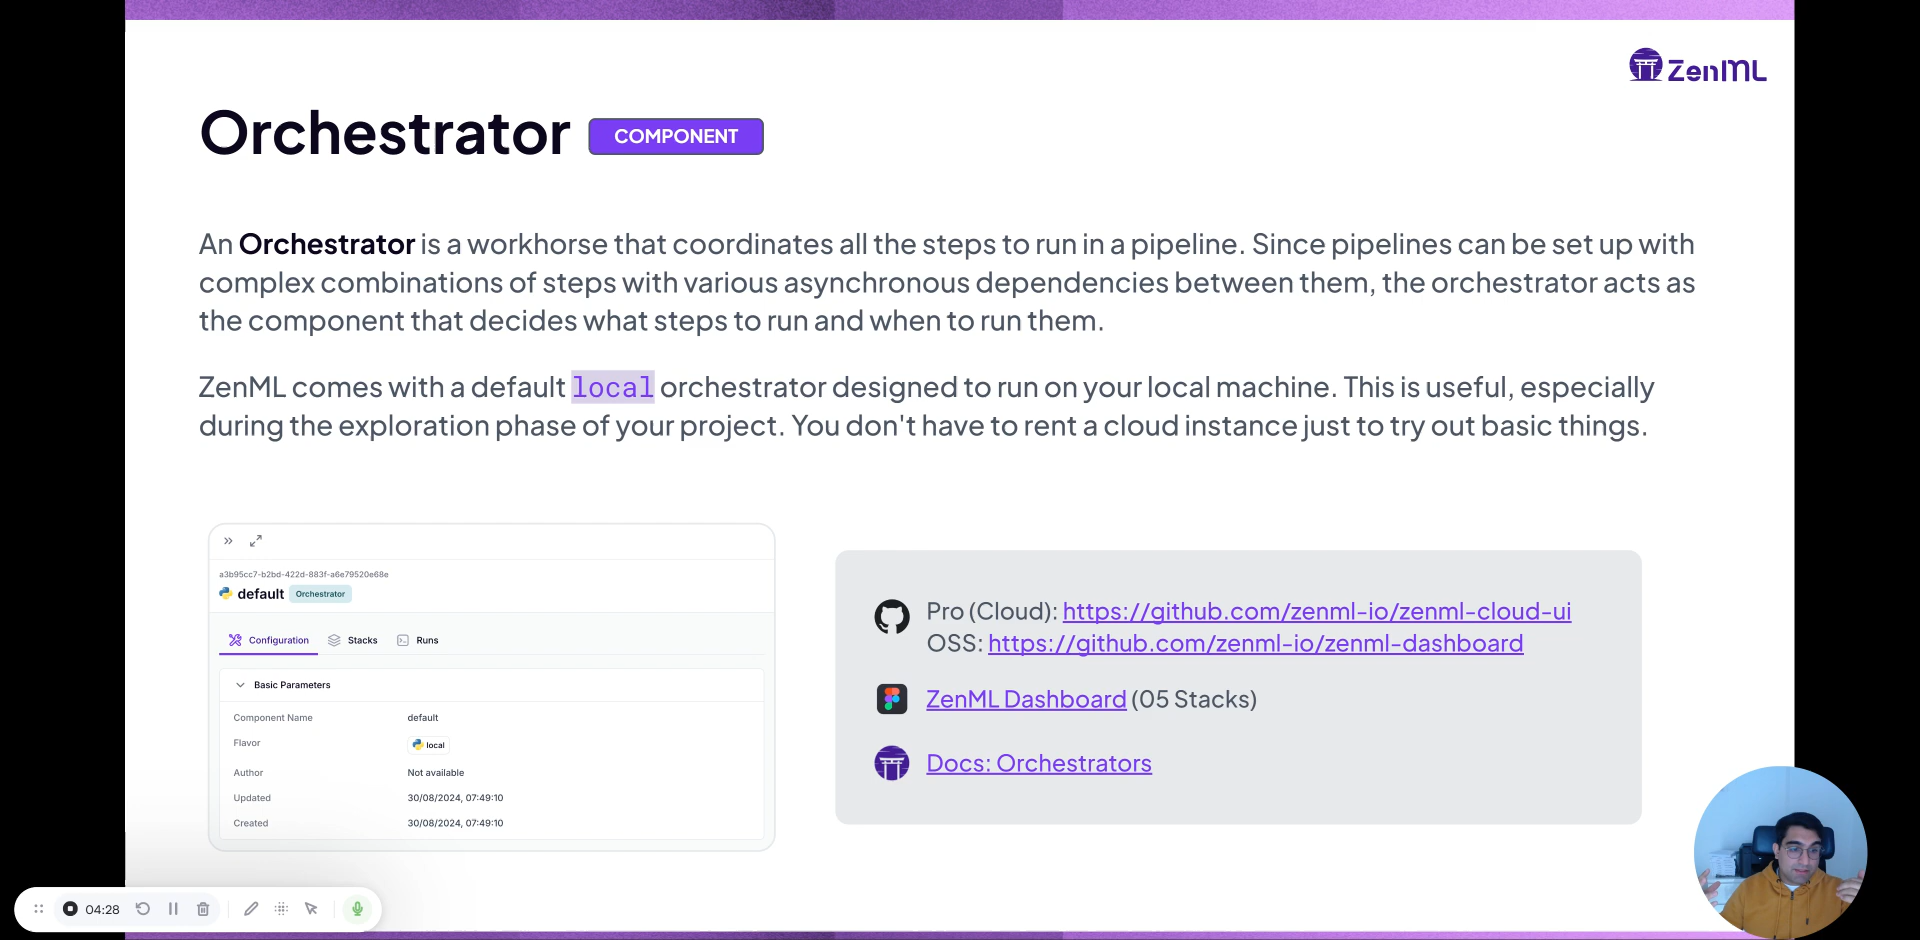 ZenML
Orchestrator COMPONENT
An Orchestrator is a workhorse that coordinates all the steps to run in a pipeline. Since pipelines can be set up with
complex combinations of steps with various asynchronous dependencies between them, the orchestrator acts as
the component that decides what steps to run and when to run them.
ZenML comes with a default local orchestrator designed to run on your local machine. This is useful, especially
during the exploration phase of your project. You don't have to rent a cloud instance just to try out basic things.
a3b95cc7-b2bd-422d-883f-a6e79520e68e
default Orchestrator
Configuration Stacks Runs
Basic Parameters
Component Name default
Flavor local
Author Not available
Updated 30/08/2024, 07:49:10
Created 30/08/2024, 07:49:10
Pro (Cloud): https://github.com/zenml-io/zenml-cloud-ui
OSS: https://github.com/zenml-io/zenml-dashboard
ZenML Dashboard (05 Stacks)
Docs: Orchestrators
04:28